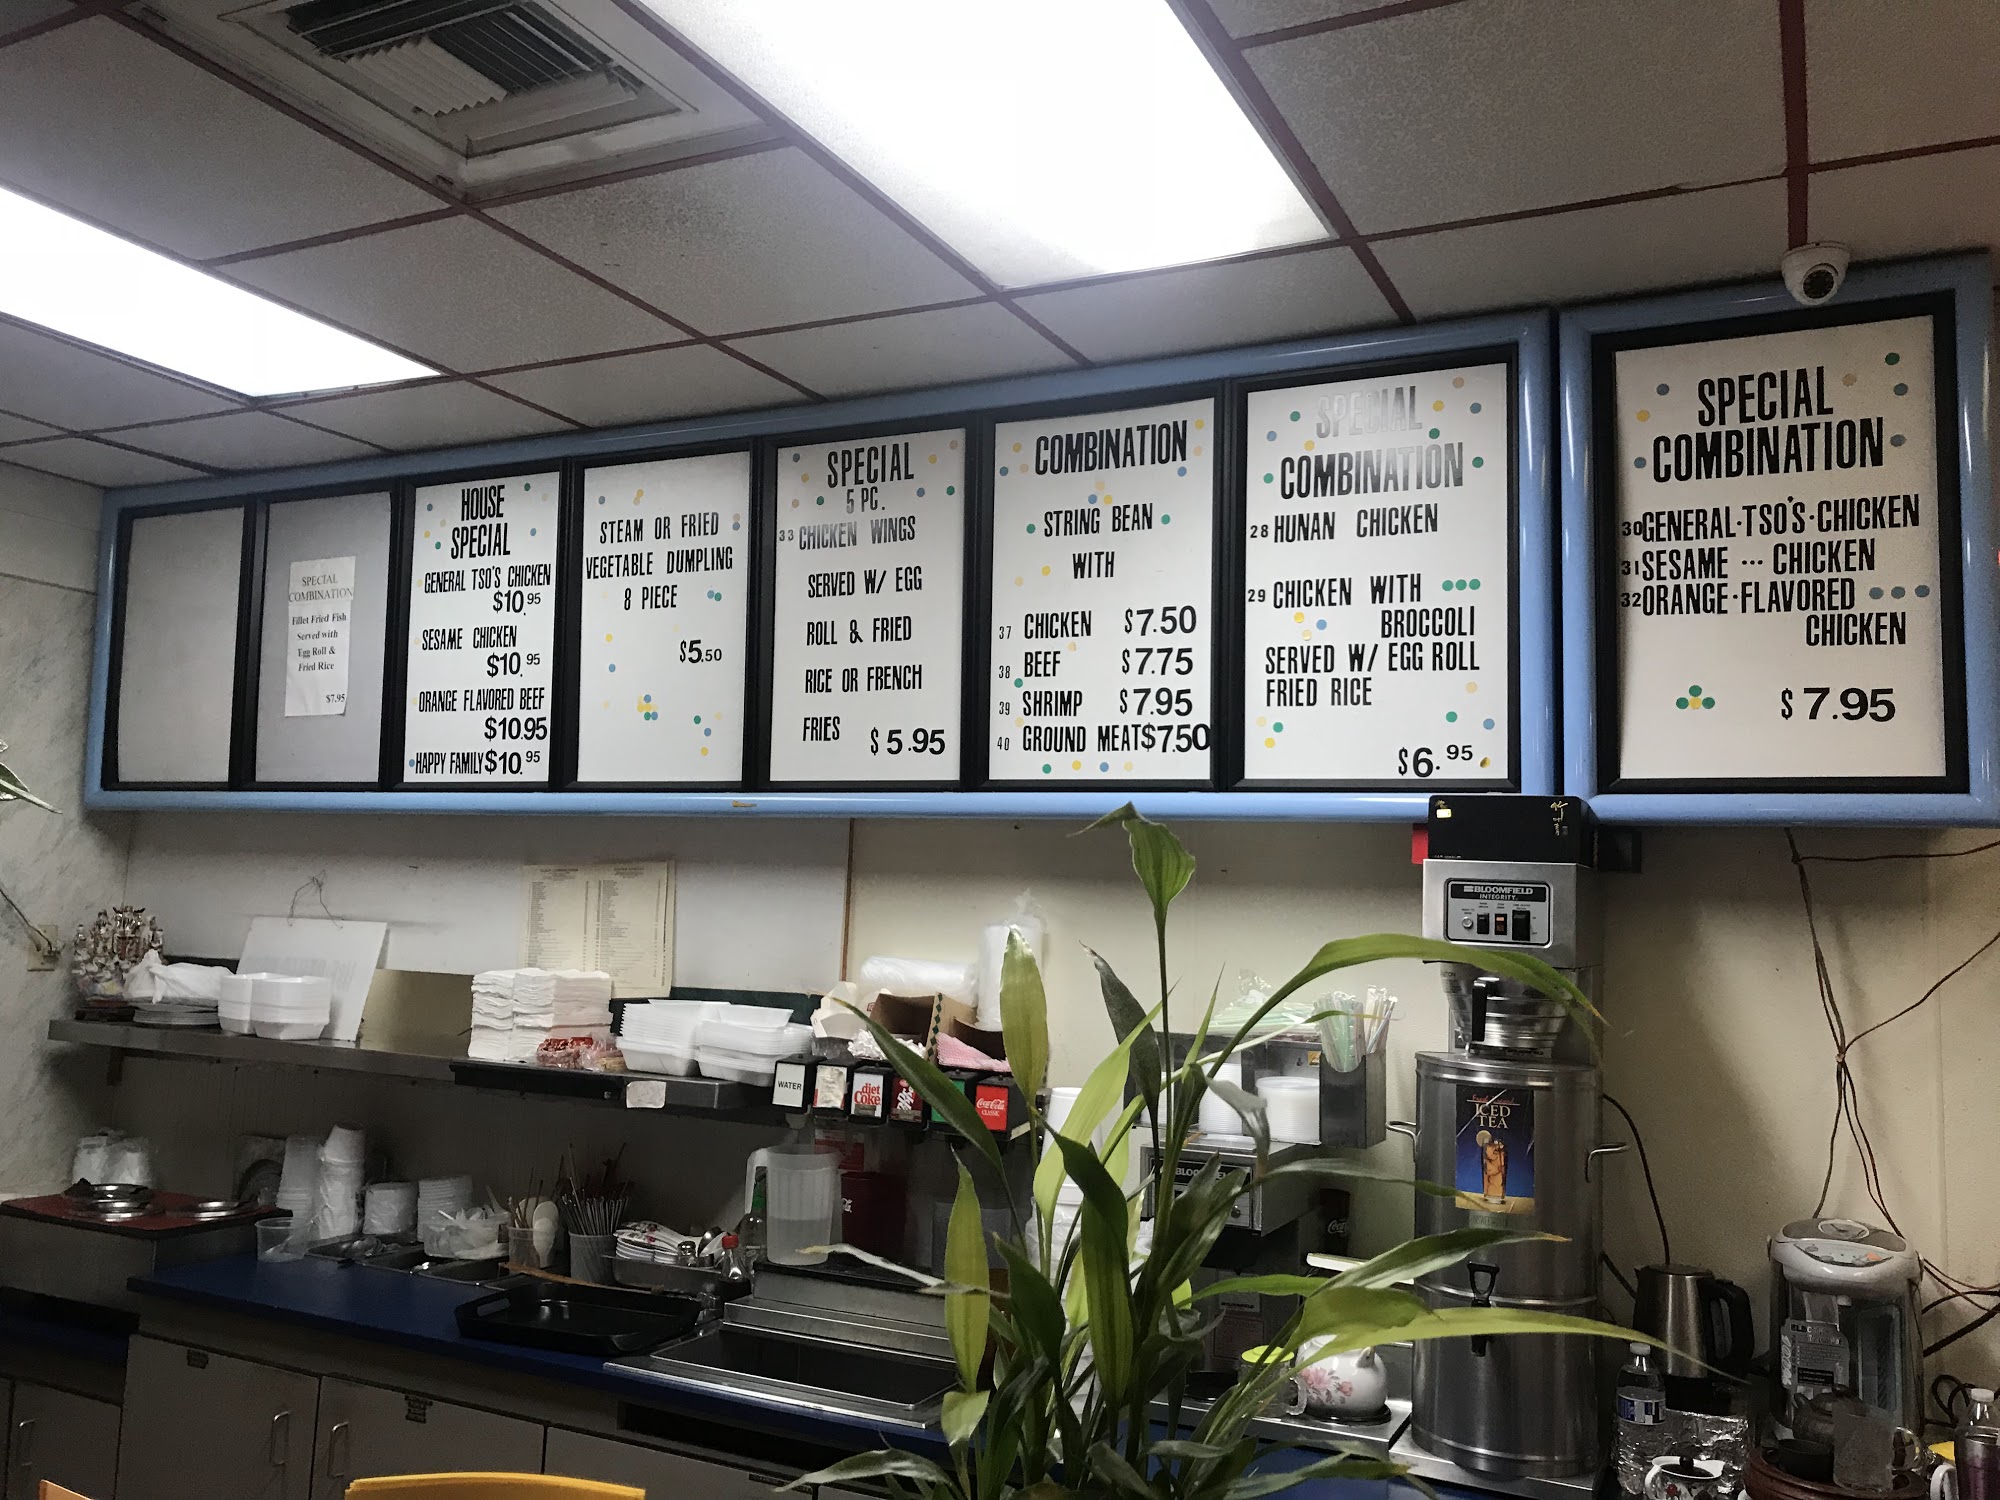 SPECIAL
COMBINATION
Fillet Fried Fish
Served with
Egg Roll &
Fried Rice
$7.95
HOUSE
SPECIAL
GENERAL TSO'S CHICKEN
$10.95
SESAME CHICKEN
$10.95
ORANGE FLAVORED BEEF
$10.95
HAPPY FAMILY $10.95
STEAM OR FRIED
VEGETABLE DUMPLING
8 PIECE
$5.50
SPECIAL
5 PC.
33 CHICKEN WINGS
SERVED W/ EGG
ROLL & FRIED
RICE OR FRENCH
FRIES $5.95
COMBINATION
STRING BEAN
WITH
37 CHICKEN $7.50
38 BEEF $7.75
39 SHRIMP $7.95
40 GROUND MEAT $7.50
SPECIAL
COMBINATION
28 HUNAN CHICKEN
29 CHICKEN WITH
BROCCOLI
SERVED W/ EGG ROLL
FRIED RICE
$6.95
SPECIAL
COMBINATION
30 GENERAL·TSO'S·CHICKEN
31 SESAME ··· CHICKEN
32 ORANGE·FLAVORED
CHICKEN
$7.95
BLOOMFIELD
INTEGRITY
WATER
diet
Coke
Coca-Cola
CLASSIC
ICED
TEA